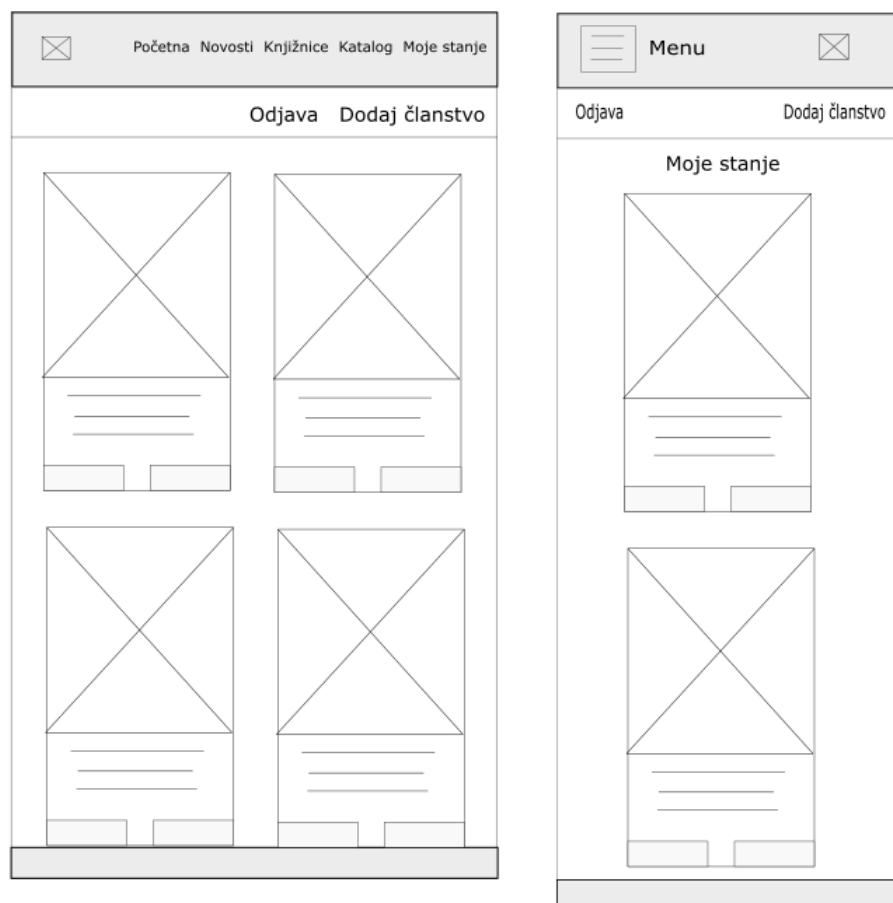 Početna Novosti Knjižnice Katalog Moje stanje
Odjava Dodaj članstvo
Menu
Odjava Dodaj članstvo
Moje stanje